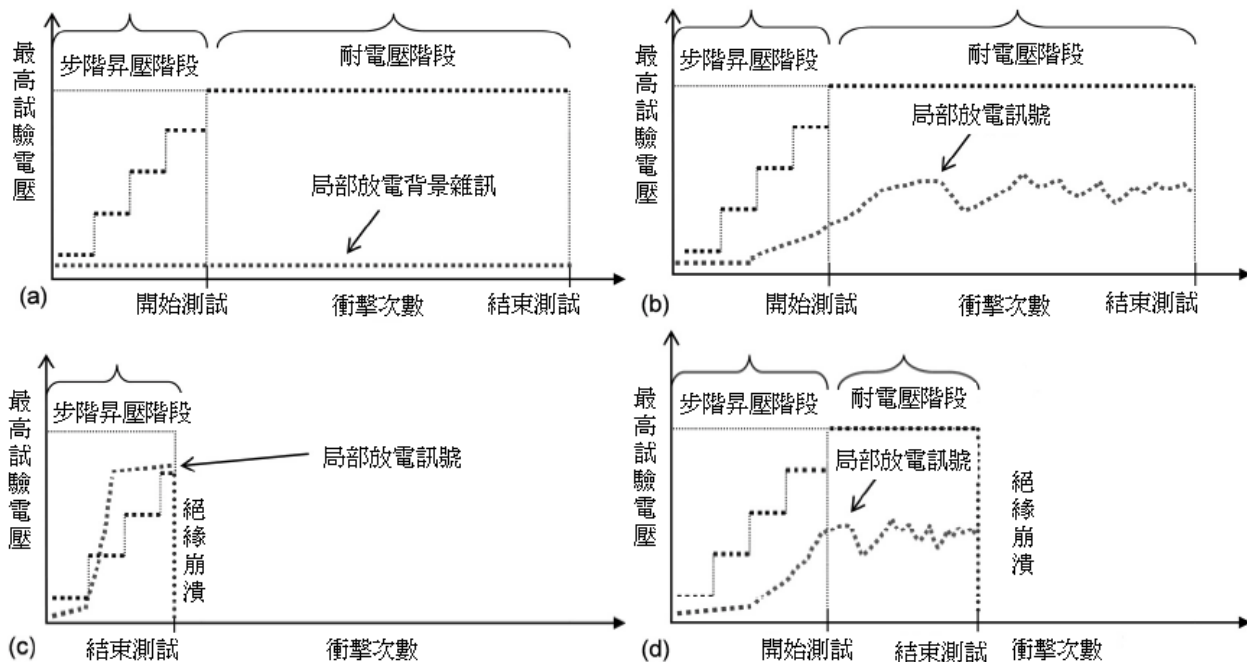 最高試驗電壓
步階昇壓階段
耐電壓階段
局部放電背景雜訊
(a)
開始測試
衝擊次數
結束測試
最高試驗電壓
步階昇壓階段
耐電壓階段
局部放電訊號
(b)
開始測試
衝擊次數
結束測試
最高試驗電壓
步階昇壓階段
局部放電訊號
絕緣崩潰
(c)
結束測試
衝擊次數
最高試驗電壓
步階昇壓階段
耐電壓階段
局部放電訊號
絕緣崩潰
(d)
開始測試
結束測試
衝擊次數